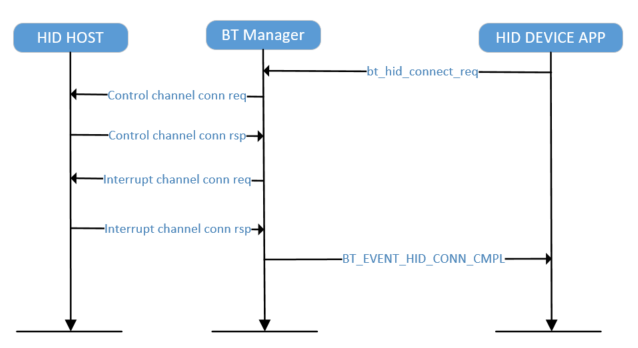 HID HOST
BT Manager
HID DEVICE APP
bt_hid_connect_req
Control channel conn req
Control channel conn rsp
Interrupt channel conn req
Interrupt channel conn rsp
BT_EVENT_HID_CONN_CMPL